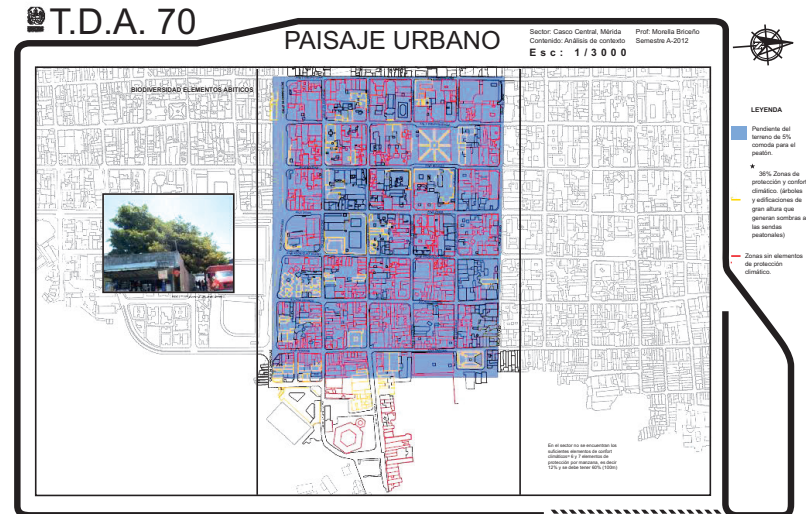 T.D.A. 70
PAISAJE URBANO
Sector: Casco Central, Mérida
Contenido: Análisis de contexto
Prof: Morella Briceño
Semestre A-2012
Esc: 1/3000
BIODIVERSIDAD ELEMENTOS ABITICOS
LEYENDA
Pendiente del
terreno de 5%
comoda para el
peatón.
*
36% Zonas de
protección y confort
climático. (árboles
y edificaciones de
gran altura que
generan sombras a
las sendas
peatonales)
Zonas sin elementos
de protección
climático.
En el sector no se encuentran los
suficientes elementos de confort
climáticos= 6 y 7 elementos de
protección por manzana, es decir
12% y se debe tener 60% (100m)